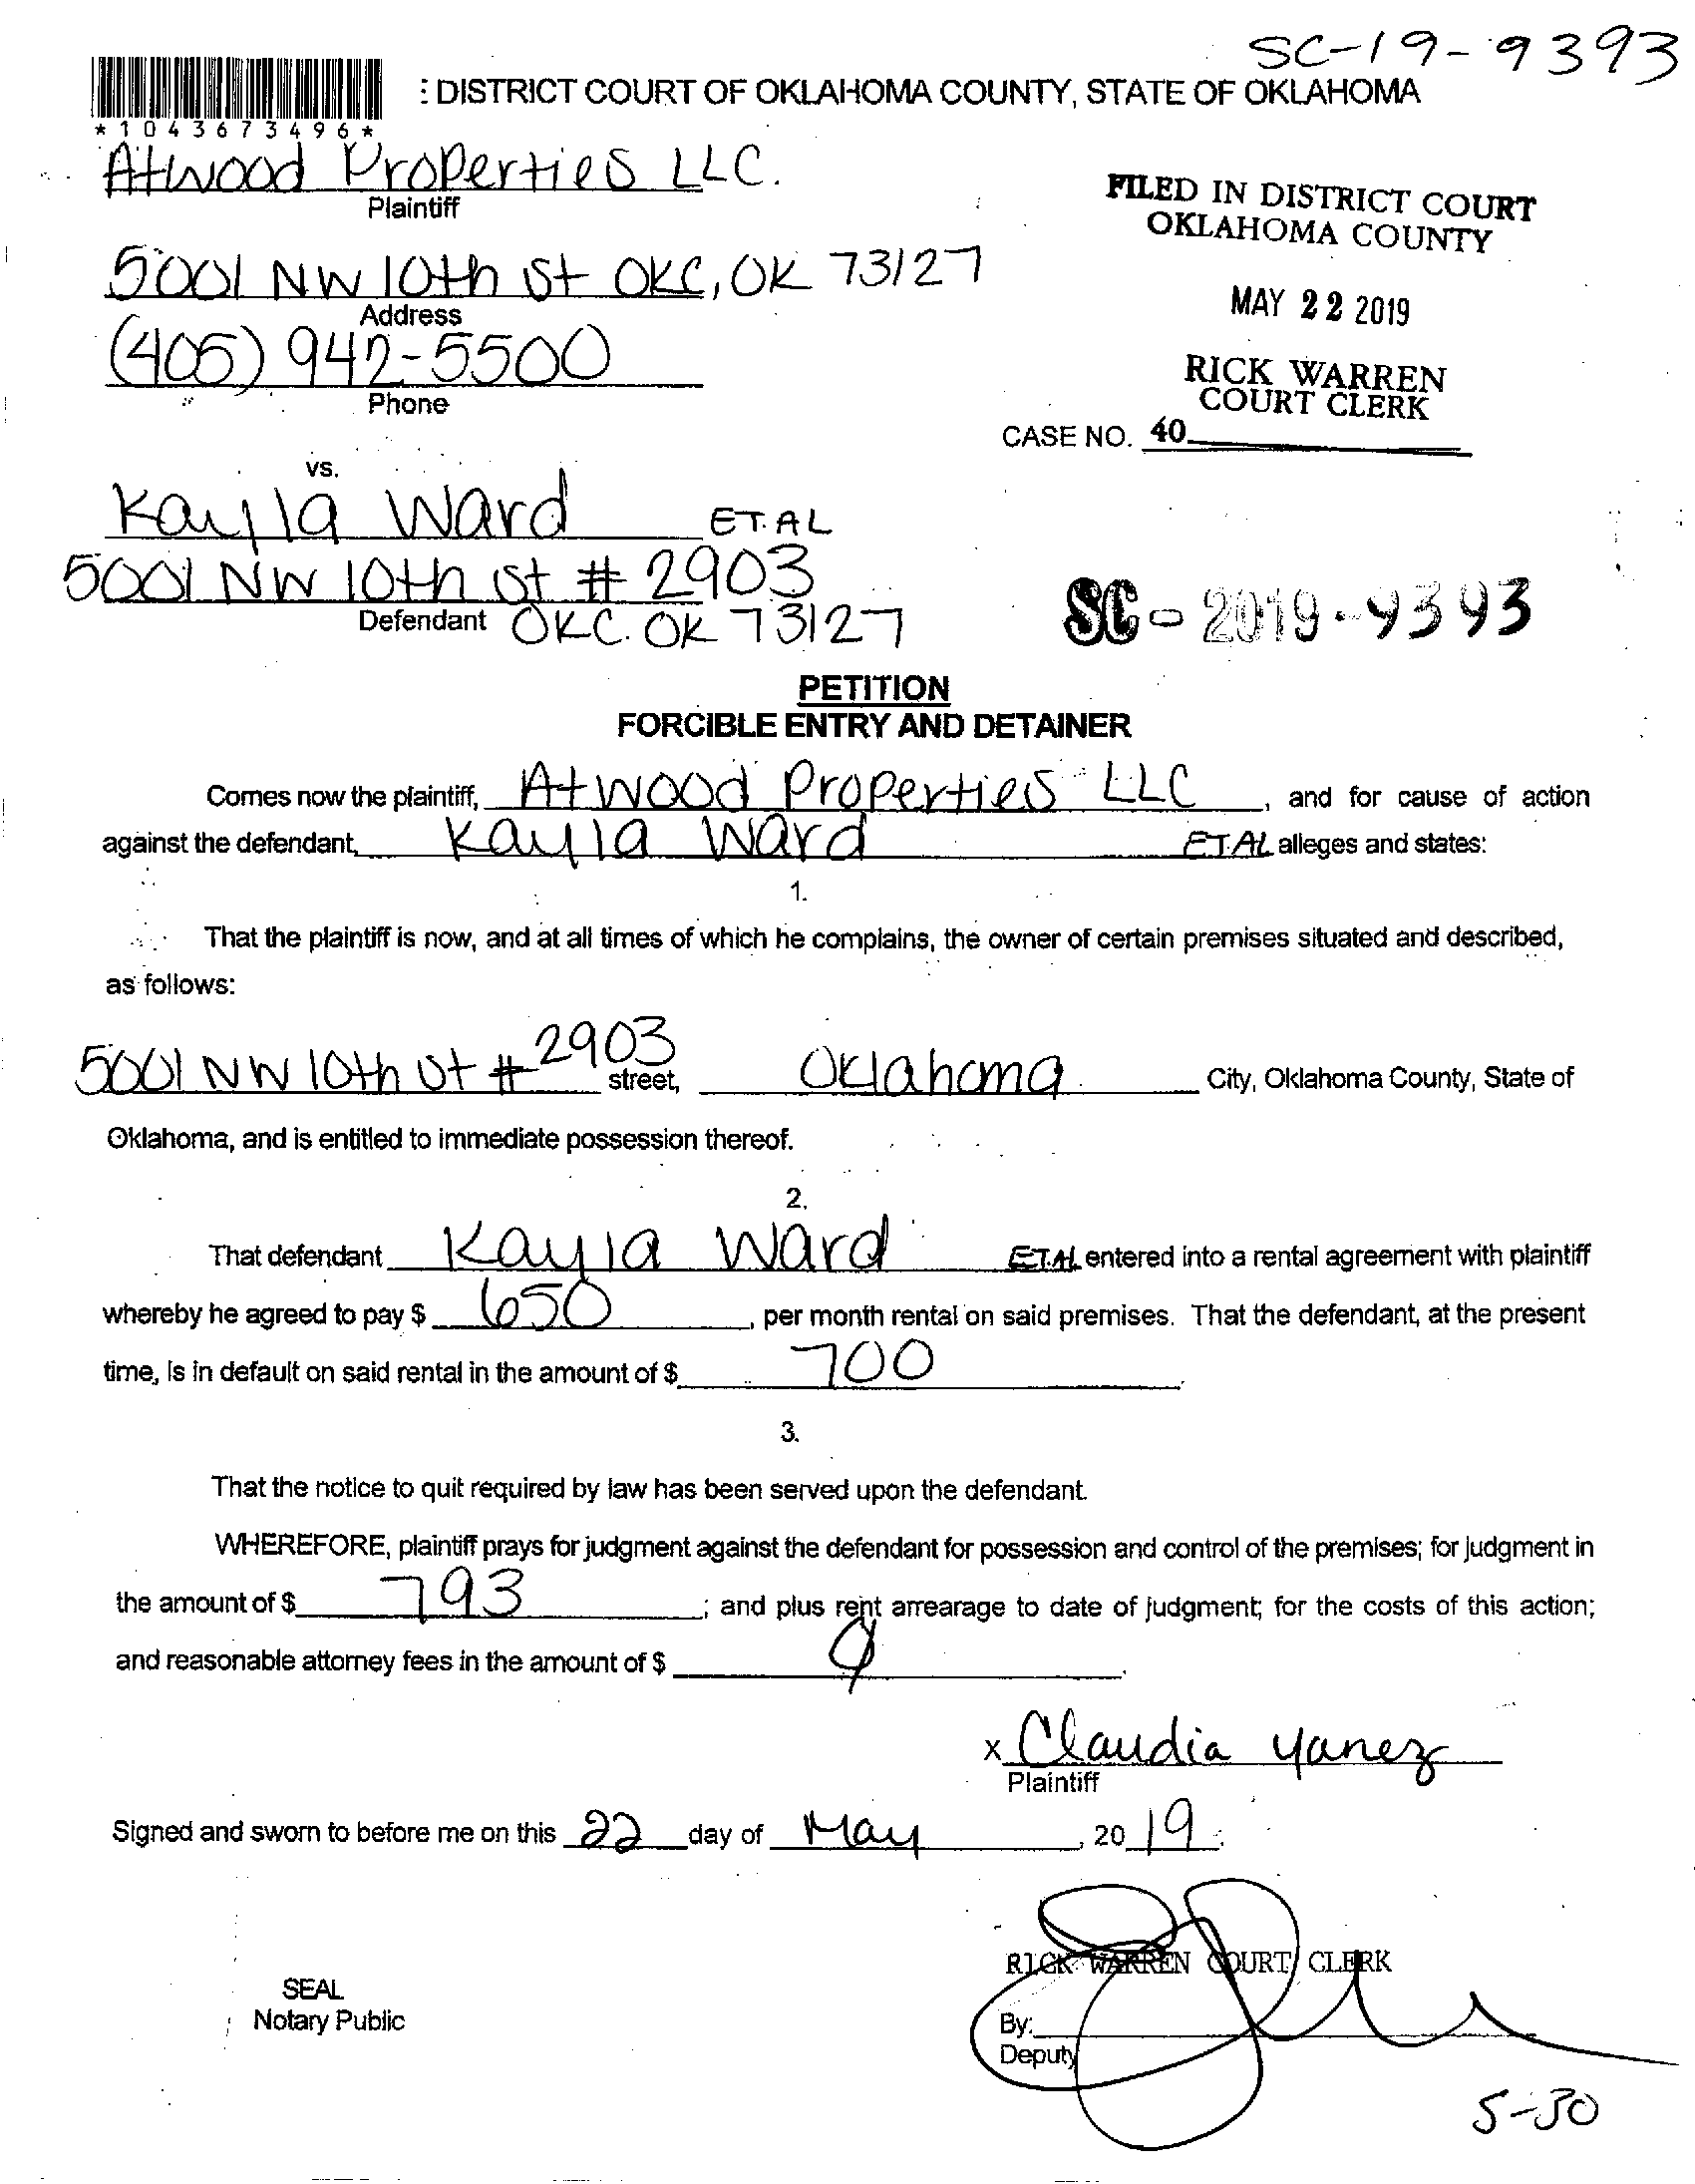 SC-19-9393
: DISTRICT COURT OF OKLAHOMA COUNTY, STATE OF OKLAHOMA
*1043673496*
Atwood Properties LLC.
Plaintiff
FILED IN DISTRICT COURT
OKLAHOMA COUNTY
5001 NW 10th St OKC, OK 73127
Address
MAY 22 2019
(405) 942-5500
Phone
RICK WARREN
COURT CLERK
CASE NO. 40
vs.
Kayla Ward ET.AL
5001 NW 10th St # 2903
Defendant OKC. OK 73127
SC-2019-9393
PETITION
FORCIBLE ENTRY AND DETAINER
Comes now the plaintiff, Atwood Properties LLC, and for cause of action
against the defendant, Kayla Ward ET.AL alleges and states:
1.
That the plaintiff is now, and at all times of which he complains, the owner of certain premises situated and described,
as follows:
5001 NW 10th St # 2903 street, Oklahoma City, Oklahoma County, State of
Oklahoma, and is entitled to immediate possession thereof.
2.
That defendant Kayla Ward ET.AL entered into a rental agreement with plaintiff
whereby he agreed to pay $ 650, per month rental on said premises. That the defendant, at the present
time, is in default on said rental in the amount of $ 700.
3.
That the notice to quit required by law has been served upon the defendant.
WHEREFORE, plaintiff prays for judgment against the defendant for possession and control of the premises; for judgment in
the amount of $ 793; and plus rent arrearage to date of judgment; for the costs of this action;
and reasonable attorney fees in the amount of $ 0.
x Claudia Yanez
Plaintiff
Signed and sworn to before me on this 22 day of May, 2019.
RICK WARREN COURT CLERK
SEAL
Notary Public
By:
Deputy
5-30